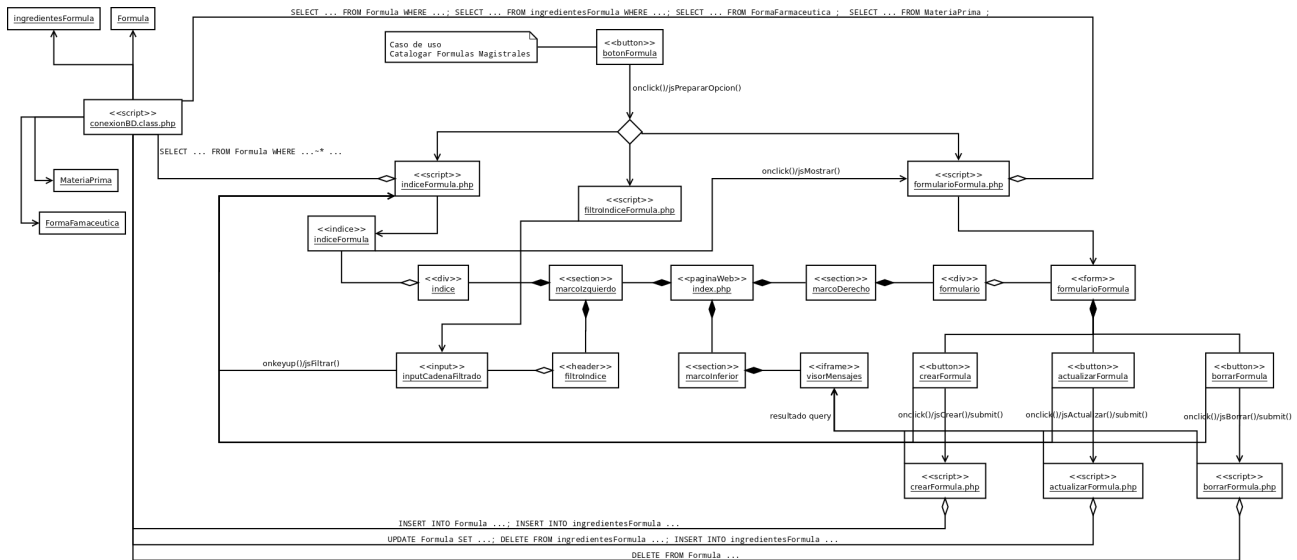 SELECT ... FROM Formula WHERE ...; SELECT ... FROM ingredientesFormula WHERE ...; SELECT ... FROM FormaFarmaceutica ;  SELECT ... FROM MateriaPrima ;
ingredientesFormula
Formula
Caso de uso
Catalogar Formulas Magistrales
<<button>>
botonFormula
onclick()/jsPrepararOpcion()
<<script>>
conexionBD.class.php
SELECT ... FROM Formula WHERE ...~* ...
MateriaPrima
FormaFamaceutica
<<script>>
indiceFormula.php
<<script>>
filtroIndiceFormula.php
onclick()/jsMostrar()
<<script>>
formularioFormula.php
<<indice>>
indiceFormula
<<div>>
indice
<<section>>
marcoIzquierdo
<<paginaWeb>>
index.php
<<section>>
marcoDerecho
<<div>>
formulario
<<form>>
formularioFormula
onkeyup()/jsFiltrar()
<<input>>
inputCadenaFiltrado
<<header>>
filtroIndice
<<section>>
marcoInferior
<<iframe>>
visorMensajes
<<button>>
crearFormula
<<button>>
actualizarFormula
<<button>>
borrarFormula
resultado query
onclick()/jsCrear()/submit()
onclick()/jsActualizar()/submit()
onclick()/jsBorrar()/submit()
<<script>>
crearFormula.php
<<script>>
actualizarFormula.php
<<script>>
borrarFormula.php
INSERT INTO Formula ...; INSERT INTO ingredientesFormula ...
UPDATE Formula SET ...; DELETE FROM ingredientesFormula ...; INSERT INTO ingredientesFormula ...
DELETE FROM Formula ...